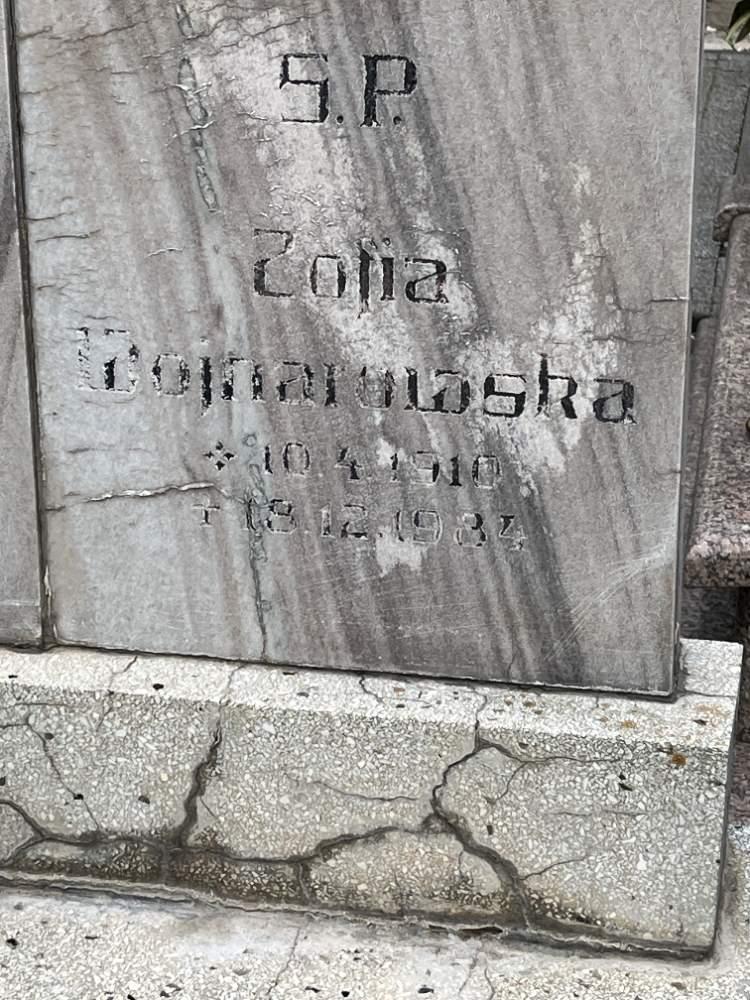 S.P.
Zofia
Wojnarowska
10.4.1910
† 18.12.1984